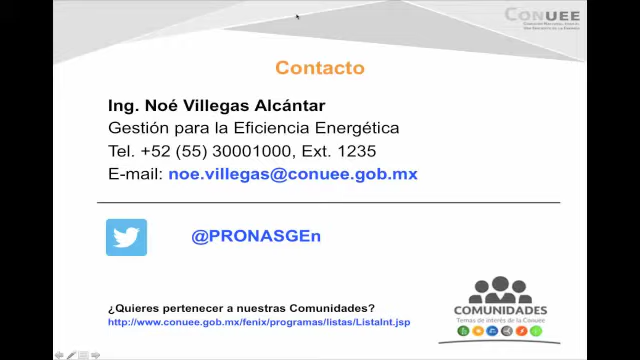 CONUEE
Contacto
Ing. Noé Villegas Alcántar
Gestión para la Eficiencia Energética
Tel. +52 (55) 30001000, Ext. 1235
E-mail: noe.villegas@conuee.gob.mx
@PRONASGEn
¿Quieres pertenecer a nuestras Comunidades?
http://www.conuee.gob.mx/fenix/programas/listas/ListaInt.jsp
COMUNIDADES
Temas de interés de la Conuee